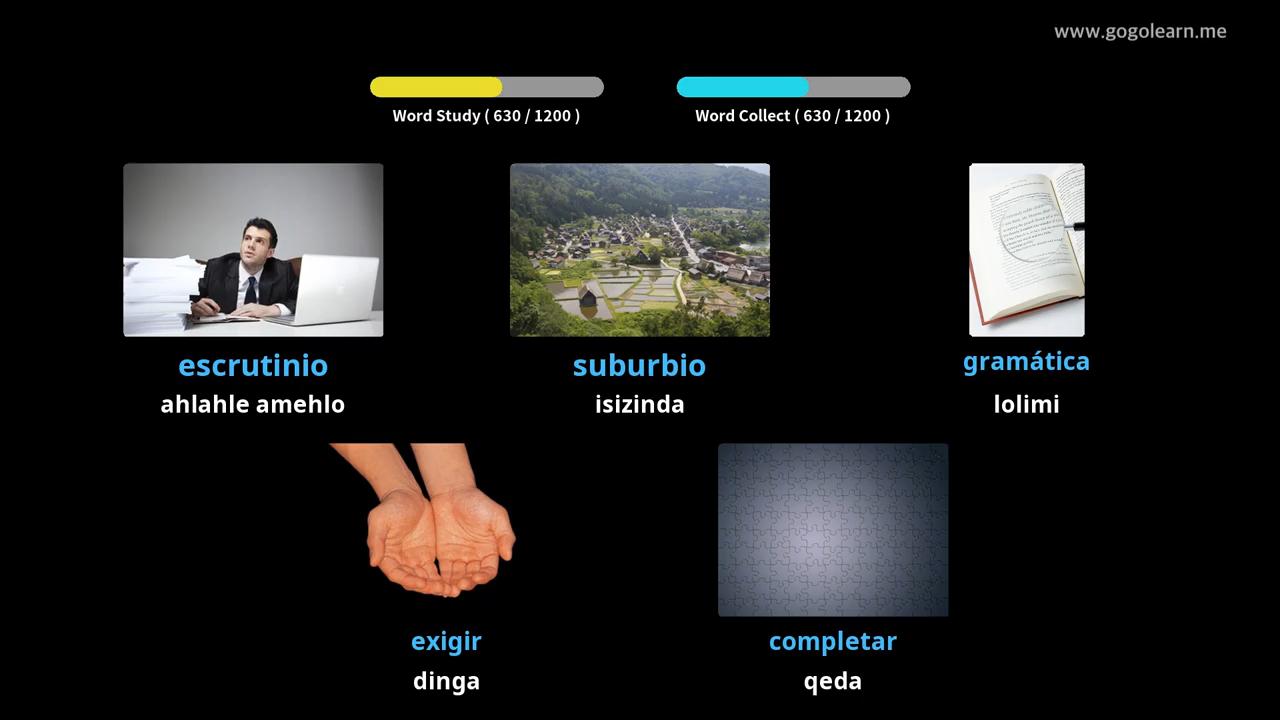 www.gogolearn.me
Word Study ( 630 / 1200 )
Word Collect ( 630 / 1200 )
escrutinio
ahlahle amehlo
suburbio
isizinda
gramática
lolimi
exigir
dinga
completar
qeda